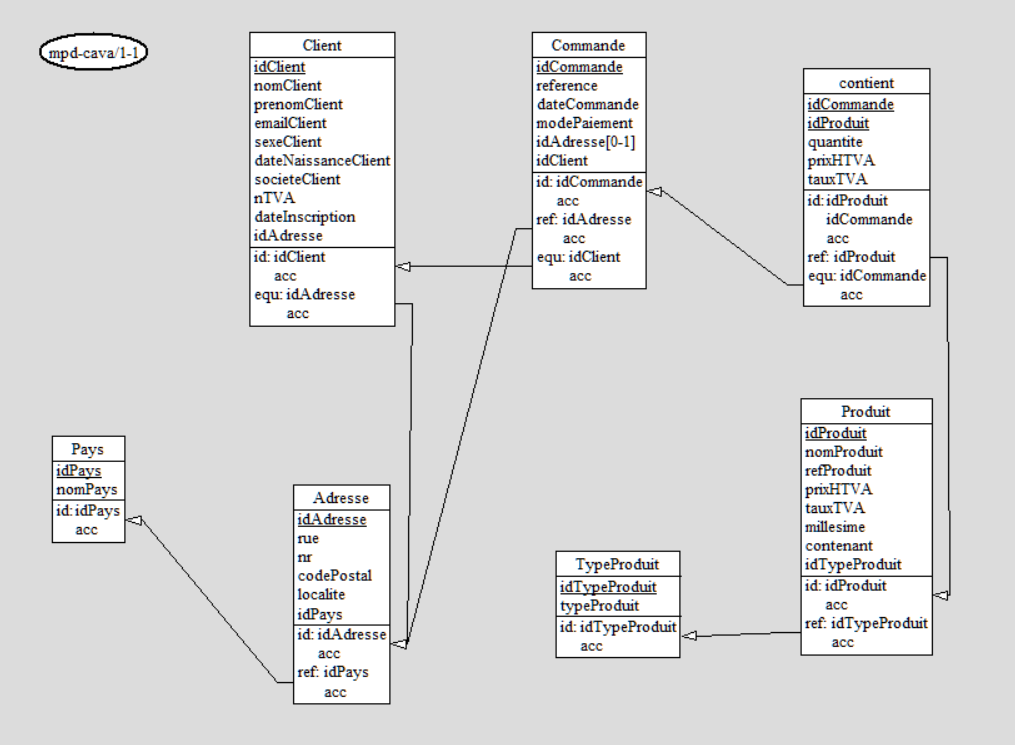 mpd-cava/1-1
Client
idClient
nomClient
prenomClient
emailClient
sexeClient
dateNaissanceClient
societeClient
nTVA
dateInscription
idAdresse
id: idClient
acc
equ: idAdresse
acc
Commande
idCommande
reference
dateCommande
modePaiement
idAdresse[0-1]
idClient
id: idCommande
acc
ref: idAdresse
acc
equ: idClient
acc
contient
idCommande
idProduit
quantite
prixHTVA
tauxTVA
id: idProduit
idCommande
acc
ref: idProduit
equ: idCommande
acc
Pays
idPays
nomPays
id: idPays
acc
Adresse
idAdresse
rue
nr
codePostal
localite
idPays
id: idAdresse
acc
ref: idPays
acc
TypeProduit
idTypeProduit
typeProduit
id: idTypeProduit
acc
Produit
idProduit
nomProduit
refProduit
prixHTVA
tauxTVA
millesime
contenant
idTypeProduit
id: idProduit
acc
ref: idTypeProduit
acc